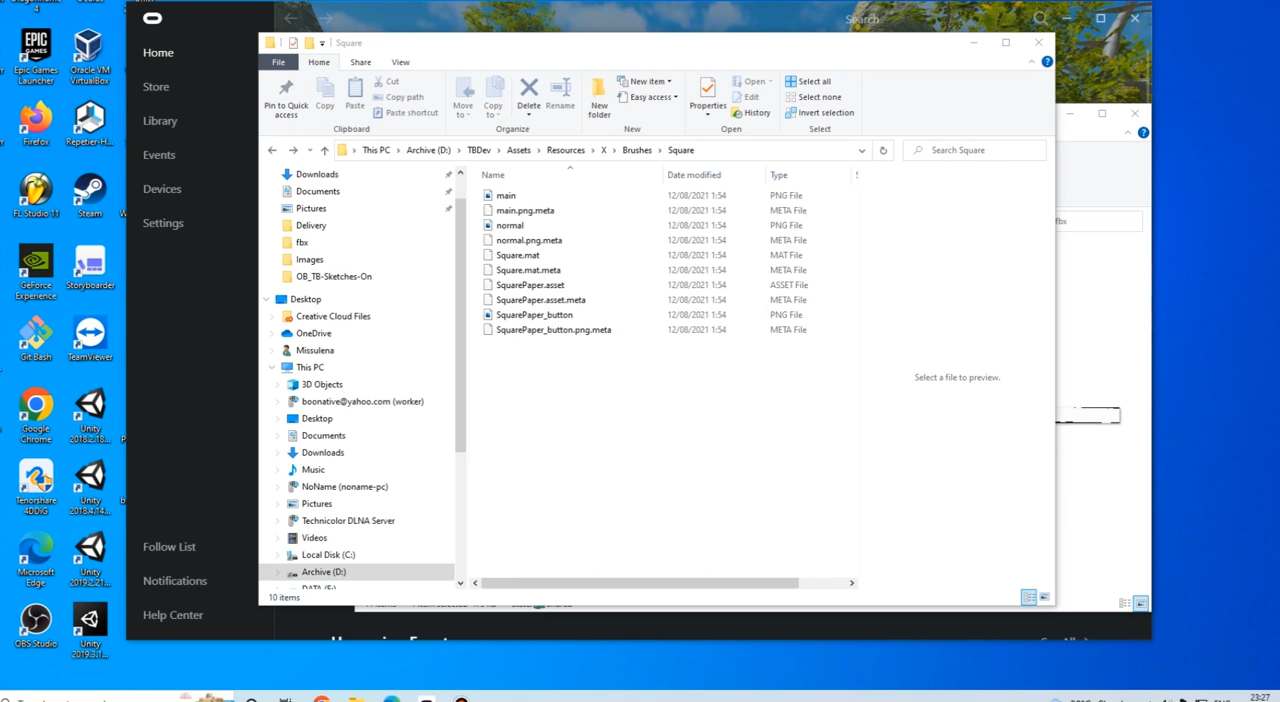 4
Epic Games
Launcher
Oracle VM
VirtualBox
Firefox
Repetier-H...
FL Studio 11
Steam
GeForce
Experience
Storyboarder
Git Bash
TeamViewer
Google
Chrome
Unity
2018.2.18...
Tenorshare
4DDiG
Unity
2018.4.14...
Microsoft
Edge
Unity
2019.2.21...
OBS Studio
Unity
2019.3.1...
Home
Store
Library
Events
Devices
Settings
Follow List
Notifications
Help Center
Search
Square
File
Home
Share
View
Pin to Quick
access
Copy
Paste
Cut
Copy path
Paste shortcut
Clipboard
Move
to
Copy
to
Delete
Rename
Organize
New
folder
New item
Easy access
New
Properties
Open
Edit
History
Open
Select all
Select none
Invert selection
Select
This PC > Archive (D:) > TBDev > Assets > Resources > X > Brushes > Square
Search Square
fbx
Downloads
Documents
Pictures
Delivery
fbx
Images
OB_TB-Sketches-On
Desktop
Creative Cloud Files
OneDrive
Missulena
This PC
3D Objects
boonative@yahoo.com (worker)
Desktop
Documents
Downloads
Music
NoName (noname-pc)
Pictures
Technicolor DLNA Server
Videos
Local Disk (C:)
Archive (D:)
Name Date modified Type
main 12/08/2021 1:54 PNG File
main.png.meta 12/08/2021 1:54 META File
normal 12/08/2021 1:54 PNG File
normal.png.meta 12/08/2021 1:54 META File
Square.mat 12/08/2021 1:54 MAT File
Square.mat.meta 12/08/2021 1:54 META File
SquarePaper.asset 12/08/2021 1:54 ASSET File
SquarePaper.asset.meta 12/08/2021 1:54 META File
SquarePaper_button 12/08/2021 1:54 PNG File
SquarePaper_button.png.meta 12/08/2021 1:54 META File
Select a file to preview.
10 items
23:27